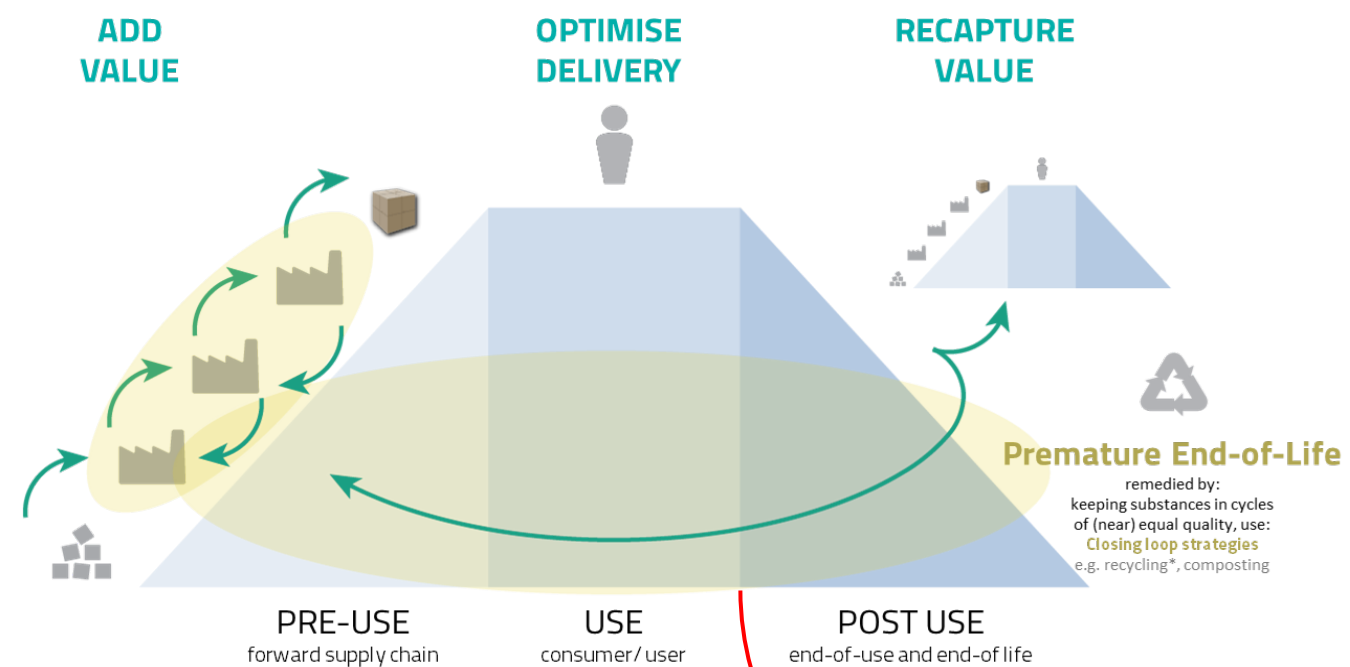 ADD
VALUE
OPTIMISE
DELIVERY
RECAPTURE
VALUE
Premature End-of-Life
remedied by:
keeping substances in cycles
of (near) equal quality, use:
Closing loop strategies
e.g. recycling*, composting
PRE-USE
forward supply chain
USE
consumer/ user
POST USE
end-of-use and end-of life